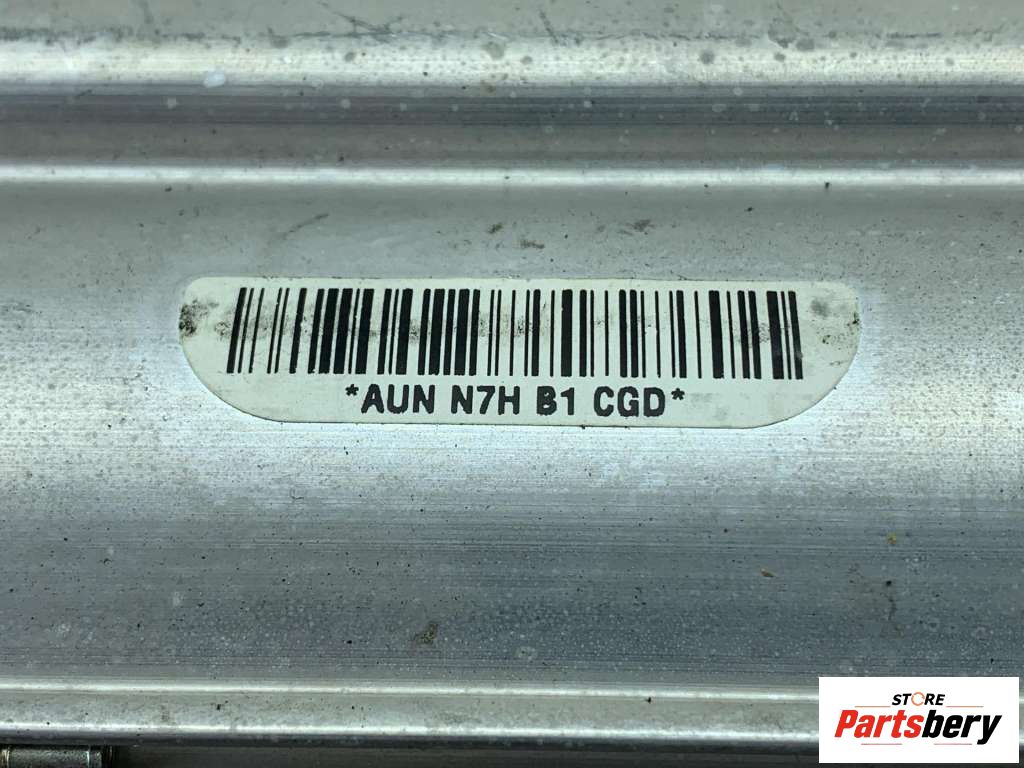 *AUN N7H B1 CGD*
STORE
Partsbery